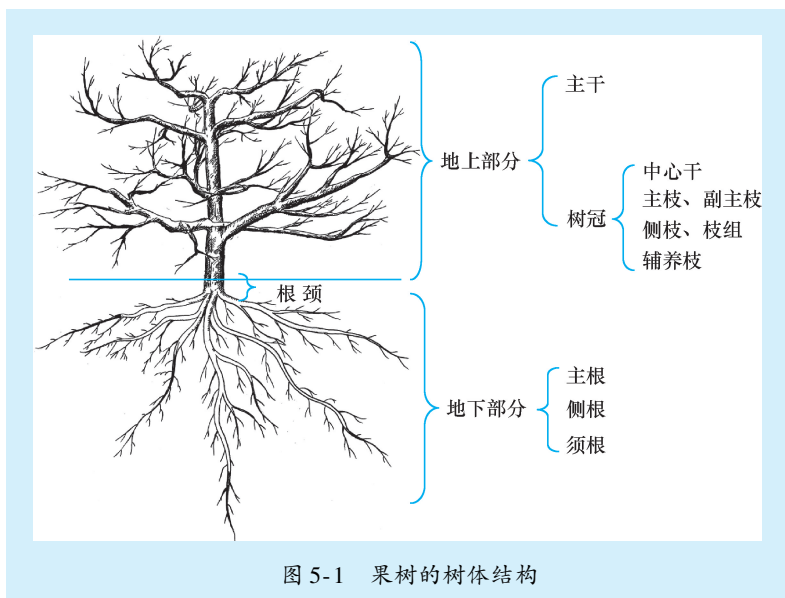 主干
地上部分
中心干
主枝、副主枝
树冠
侧枝、枝组
辅养枝
根颈
主根
地下部分
侧根
须根
图 5-1 果树的树体结构